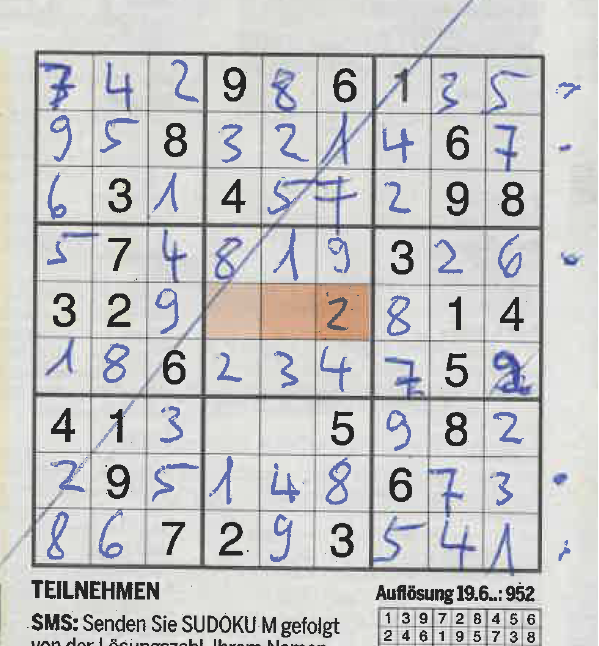 7 4 2 9 8 6 1 3 5
9 5 8 3 2 1 4 6 7
6 3 1 4 5 7 2 9 8
5 7 4 8 1 9 3 2 6
3 2 9 2 8 1 4
1 8 6 2 3 4 7 5
4 1 3 5 9 8 2
2 9 5 1 4 8 6 7 3
8 6 7 2 9 3 5 4 1
TEILNEHMEN
SMS: Senden Sie SUDOKU M gefolgt
von der Lösungszahl, Ihrem Namen
Auflösung 19.6..: 952
1 3 9 7 2 8 4 5 6
2 4 6 1 9 5 7 3 8